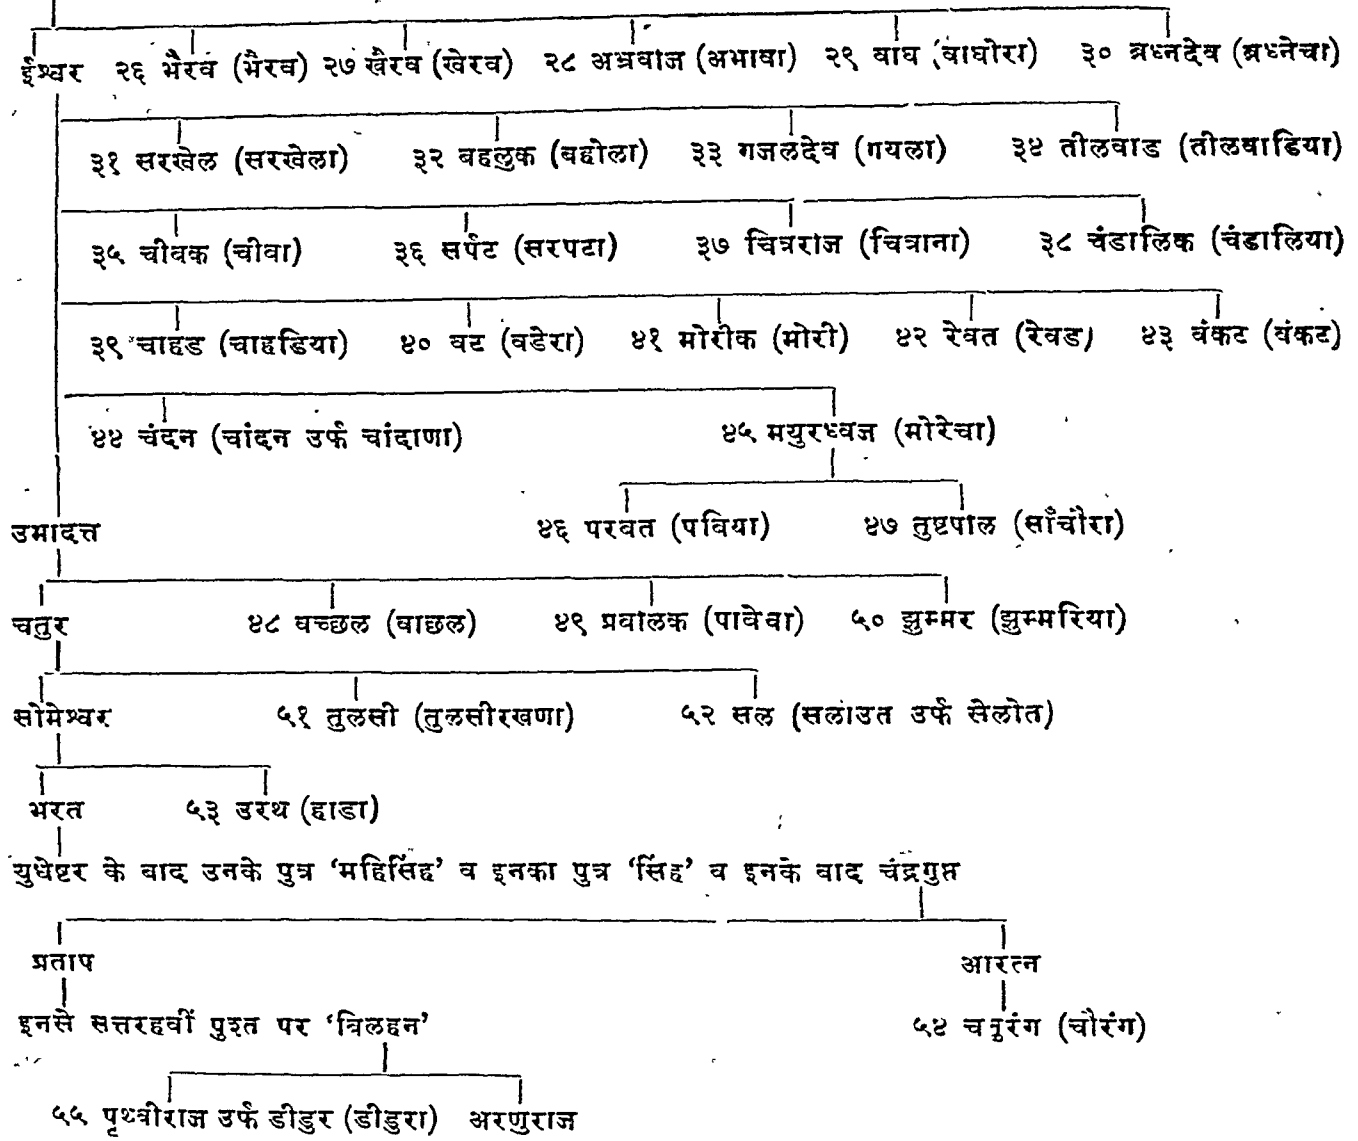 ईश्वर २६ भैरव (भैरव) २७ खैरव (खेरव) २८ अभ्रवाज (अभावा) २९ वाघ (वाघोरा) ३० ब्रध्नदेव (ब्रध्नेचा)
३१ सरखेल (सरखेला) ३२ बहलुक (बहोला) ३३ गजलदेव (गयला) ३४ तीलवाड (तीलवाडिया)
३५ चीवक (चीवा) ३६ सर्पट (सरपटा) ३७ चित्रराज (चित्राना) ३८ चंडालिक (चंडालिया)
३९ चाहड (चाहडिया) ४० वट (वडेरा) ४१ मोरीक (मोरी) ४२ रेवत (रेवड) ४३ वंकट (वंकट)
४४ चंदन (चांदन उर्फ चांदाणा) ४५ मयुरध्वज (मोरेचा)
उमादत्त ४६ परवत (पविया) ४७ तुष्टपाल (साँचौरा)
चतुर ४८ वच्छल (वाछल) ४९ प्रवालक (पावेवा) ५० झुम्मर (झुम्मरिया)
सोमेश्वर ५१ तुलसी (तुलसीरखणा) ५२ सल (सलाउत उर्फ सेलोत)
भरत ५३ उरथ (हाडा)
युधेष्टर के वाद उनके पुत्र ‘महिसिंह’ व इनका पुत्र ‘सिंह’ व इनके वाद चंद्रगुप्त
प्रताप आरत्न
इनसे सत्तरहवीं पुश्त पर ‘विलहन’ ५४ चतुरंग (चौरंग)
५५ पृथ्वीराज उर्फ डीडुर (डीडुरा) अरणुराज